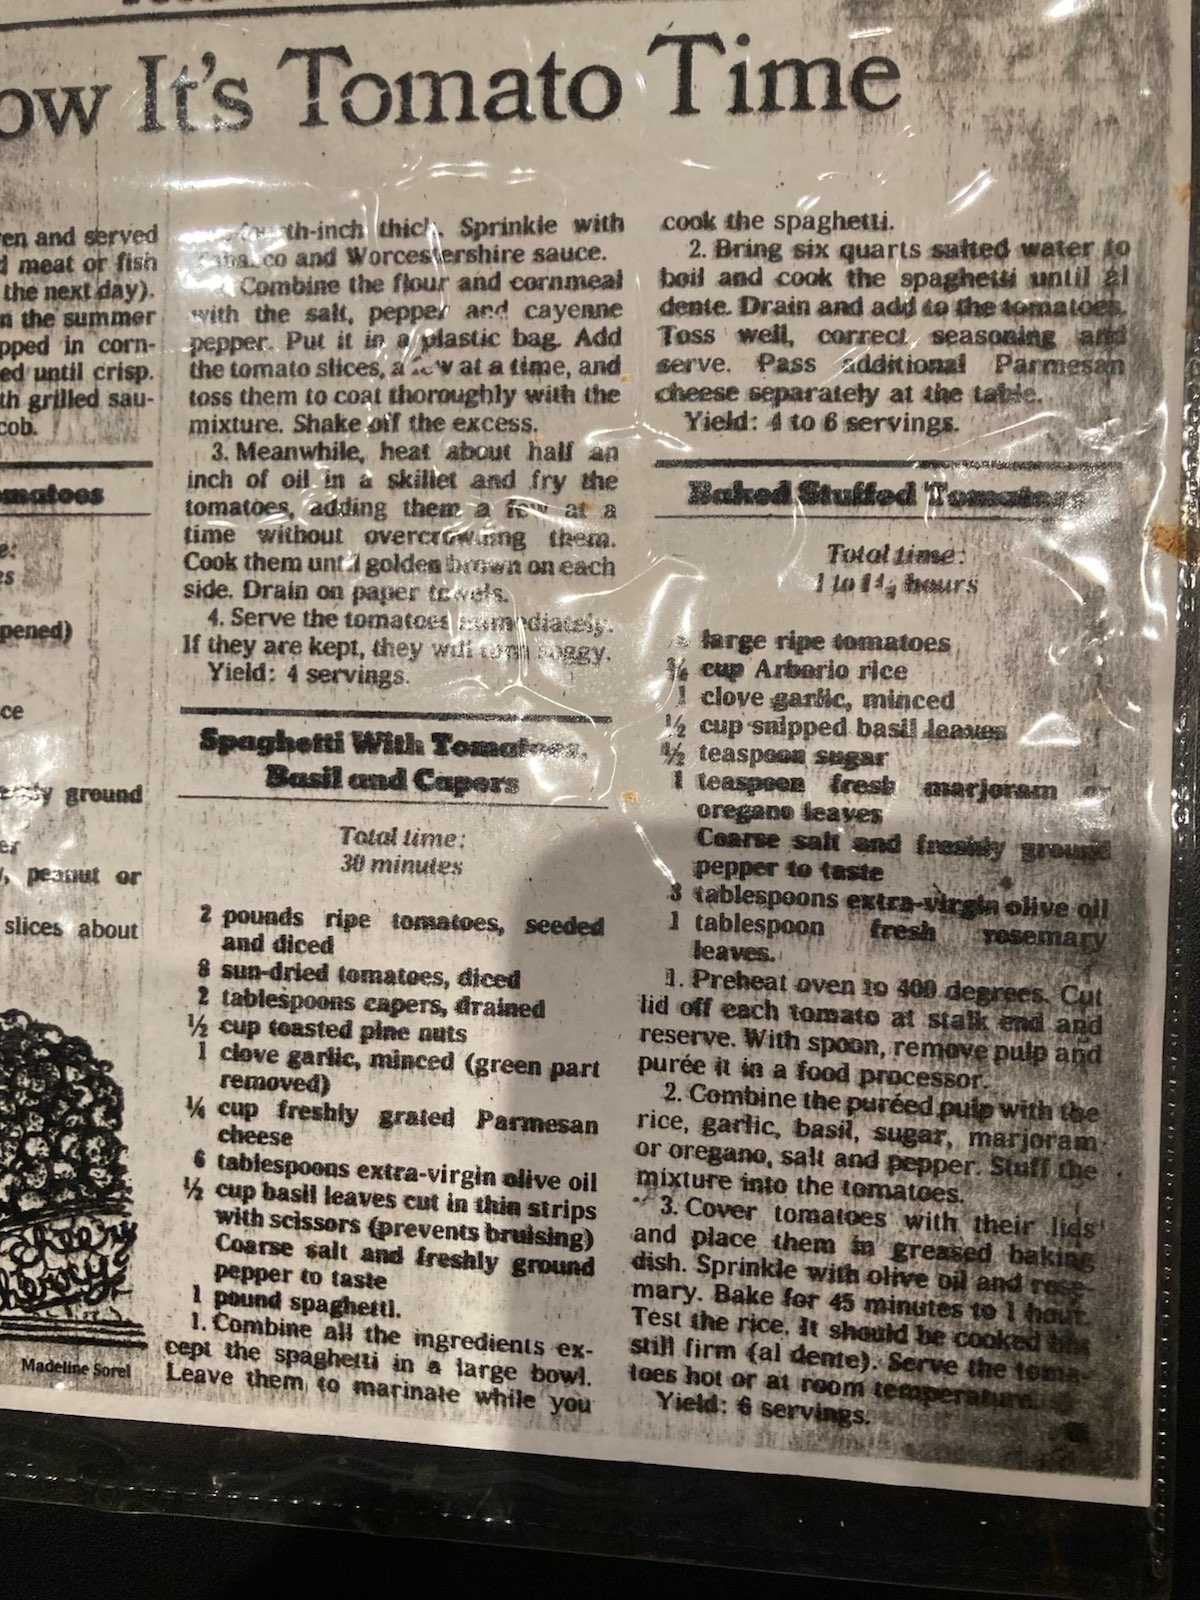 ow It's Tomato Time
en and served
d meat or fish
the next day).
n the summer
pped in corn-
ed until crisp.
th grilled sau-
cob.
omatoes
e:
es
pened)
ce
ground
er
, peanut or
slices about
Madeline Sorel
thick. Sprinkle with
and Worcestershire sauce.
Combine the flour and cornmeal
with the salt, pepper and cayenne
pepper. Put it in a plastic bag. Add
the tomato slices, a few at a time, and
toss them to coat thoroughly with the
mixture. Shake off the excess.
3. Meanwhile, heat about half an
inch of oil in a skillet and fry the
tomatoes, adding them a few at a
time without overcrowding them.
Cook them until golden brown on each
side. Drain on paper towels.
4. Serve the tomatoes immediately.
If they are kept, they will turn soggy.
Yield: 4 servings.
Spaghetti With Tomatoes,
Basil and Capers
Total time:
30 minutes
2 pounds ripe tomatoes, seeded
and diced
8 sun-dried tomatoes, diced
2 tablespoons capers, drained
½ cup toasted pine nuts
1 clove garlic, minced (green part
removed)
¼ cup freshly grated Parmesan
cheese
6 tablespoons extra-virgin olive oil
½ cup basil leaves cut in thin strips
with scissors (prevents bruising)
Coarse salt and freshly ground
pepper to taste
1 pound spaghetti.
1. Combine all the ingredients ex-
cept the spaghetti in a large bowl.
Leave them to marinate while you
cook the spaghetti.
2. Bring six quarts salted water to
boil and cook the spaghetti until al
dente. Drain and add to the tomatoes.
Toss well, correct seasoning and
serve. Pass additional Parmesan
cheese separately at the table.
Yield: 4 to 6 servings.
Baked Stuffed Tomatoes
Total time:
1 to 1¼ hours
large ripe tomatoes
cup Arborio rice
1 clove garlic, minced
½ cup snipped basil leaves
½ teaspoon sugar
1 teaspoon fresh marjoram or
oregano leaves
Coarse salt and freshly ground
pepper to taste
3 tablespoons extra-virgin olive oil
1 tablespoon fresh rosemary
leaves.
1. Preheat oven to 400 degrees. Cut
lid off each tomato at stalk end and
reserve. With spoon, remove pulp and
purée it in a food processor.
2. Combine the puréed pulp with the
rice, garlic, basil, sugar, marjoram
or oregano, salt and pepper. Stuff the
mixture into the tomatoes.
3. Cover tomatoes with their lids
and place them in greased baking
dish. Sprinkle with olive oil and rose-
mary. Bake for 45 minutes to 1 hour.
Test the rice. It should be cooked but
still firm (al dente). Serve the toma-
toes hot or at room temperature.
Yield: 6 servings.